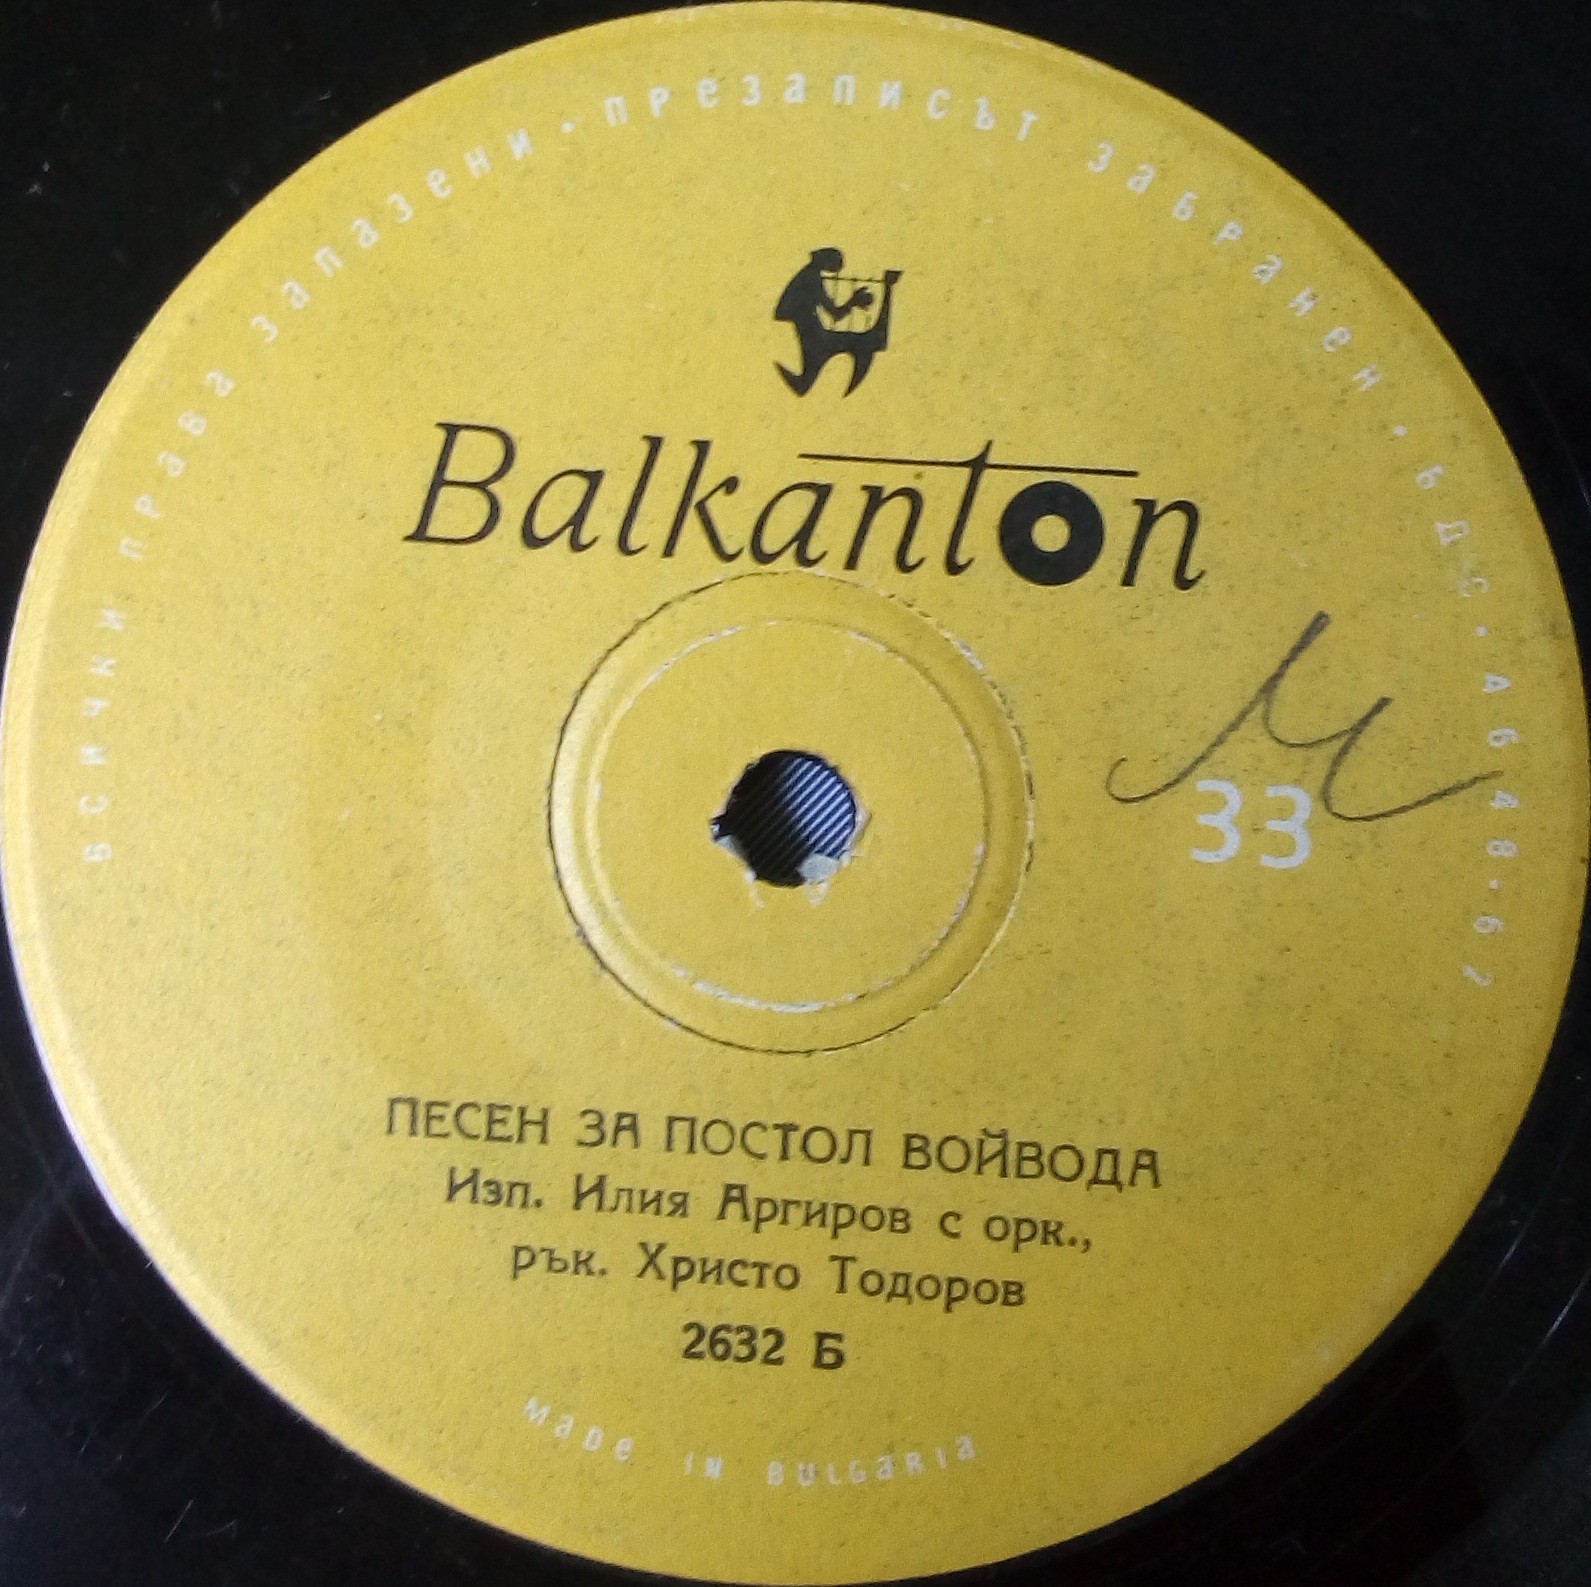 ВСИЧКИ ПРАВА ЗАПАЗЕНИ · ПРЕЗАПИСЪТ ЗАБРАНЕН · БДС · 4648 · 62
Balkanton
33
ПЕСЕН ЗА ПОСТОЛ ВОЙВОДА
Изп. Илия Аргиров с орк.,
рък. Христо Тодоров
2632 Б
MADE IN BULGARIA